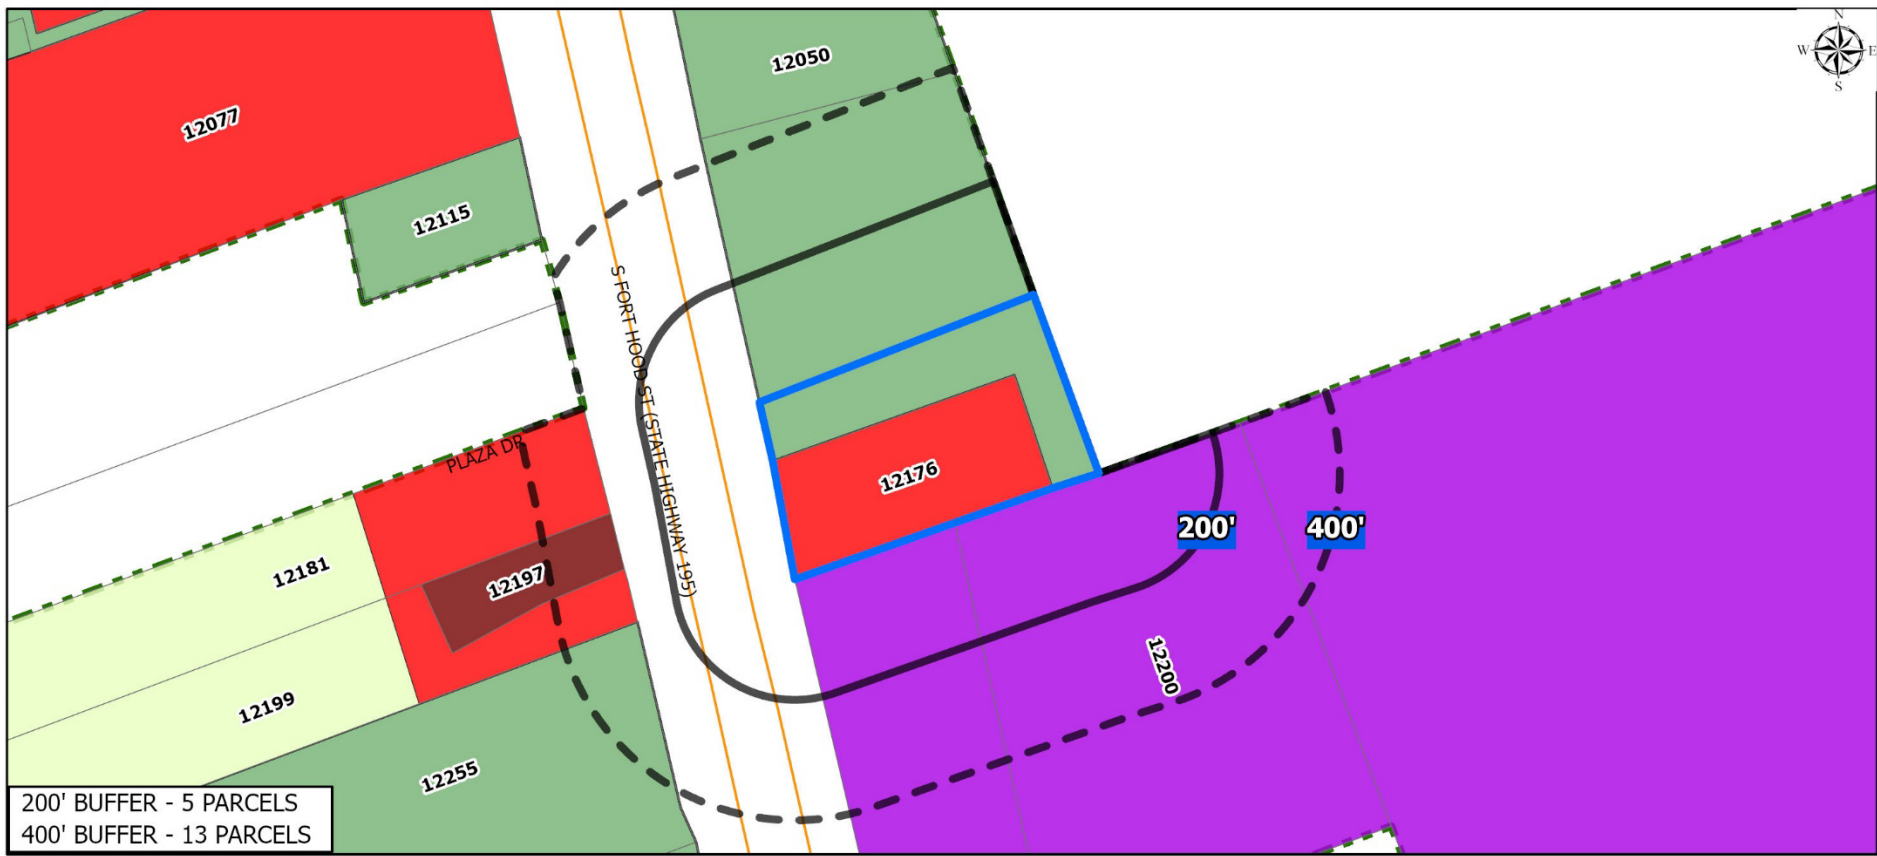 N
W E
S
12050
12077
12115
S FORT HOOD ST (STATE HIGHWAY 195)
PLAZA DR
12176
200'
400'
12181
12197
12200
12199
12255
200' BUFFER - 5 PARCELS
400' BUFFER - 13 PARCELS